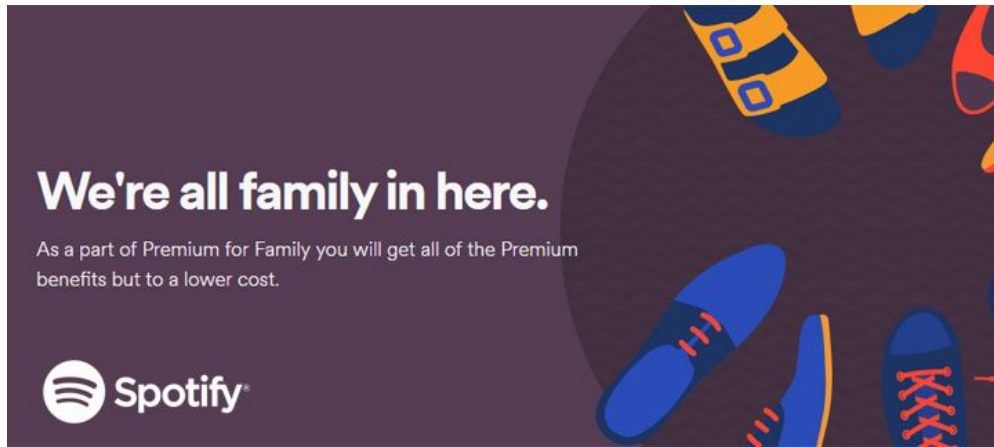 We're all family in here.
As a part of Premium for Family you will get all of the Premium
benefits but to a lower cost.
Spotify®